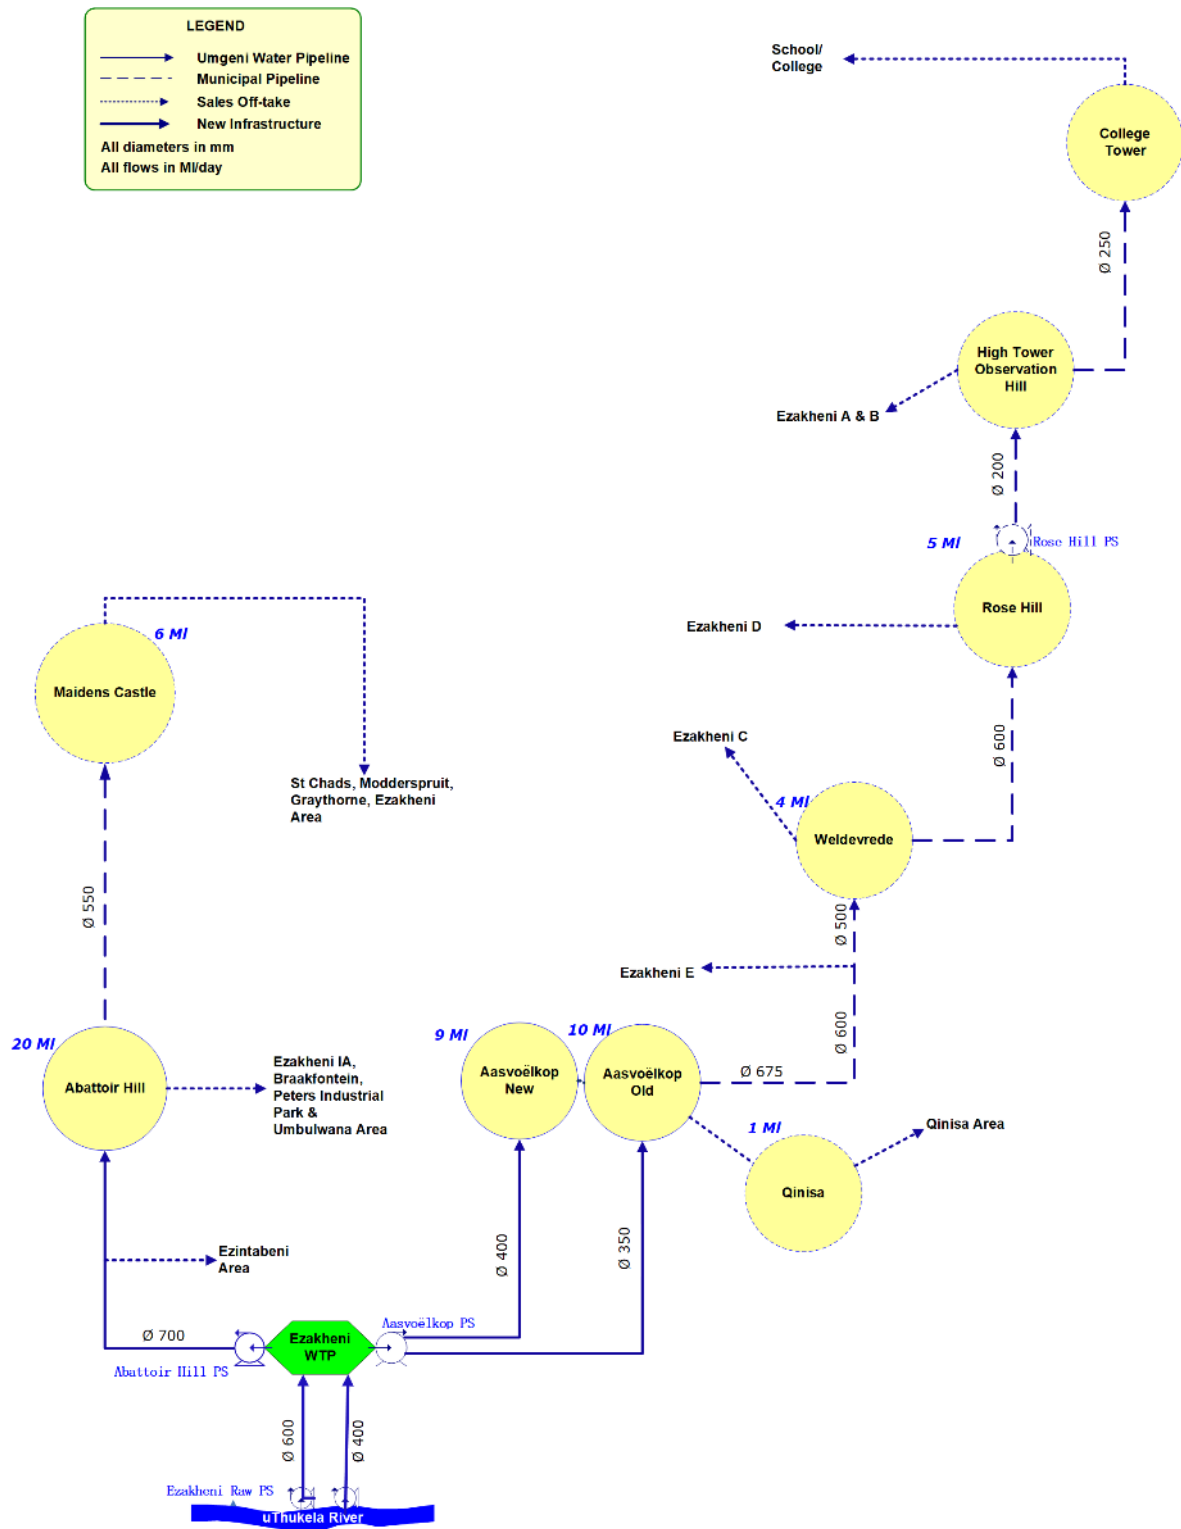 LEGEND
Umgeni Water Pipeline
Municipal Pipeline
Sales Off-take
New Infrastructure
All diameters in mm
All flows in Ml/day
School/
College
College
Tower
Ø 250
High Tower
Observation
Hill
Ezakheni A & B
Ø 200
5 Ml
Rose Hill PS
Rose Hill
Ezakheni D
6 Ml
Maidens Castle
Ø 600
Ezakheni C
St Chads, Modderspruit,
Graythorne, Ezakheni
Area
4 Ml
Weldevrede
Ø 550
Ø 500
Ezakheni E
Ø 600
20 Ml
Abattoir Hill
Ezakheni IA,
Braakfontein,
Peters Industrial
Park &
Umbulwana Area
9 Ml
Aasvoëlkop
New
10 Ml
Aasvoëlkop
Old
Ø 675
1 Ml
Qinisa Area
Qinisa
Ezintabeni
Area
Ø 400
Ø 350
Ø 700
Abattoir Hill PS
Ezakheni
WTP
Aasvoëlkop PS
Ø 600
Ø 400
Ezakheni Raw PS
uThukela River